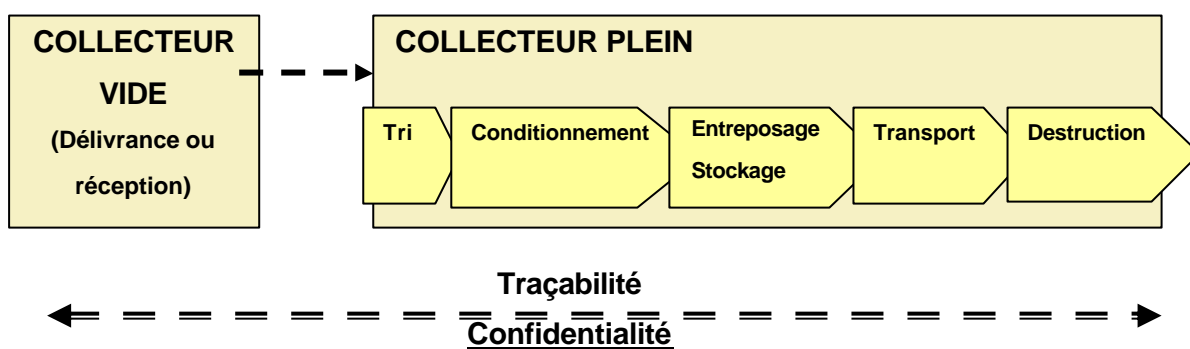 COLLECTEUR
VIDE
(Délivrance ou
réception)
COLLECTEUR PLEIN
Tri
Conditionnement
Entreposage
Stockage
Transport
Destruction
Traçabilité
Confidentialité